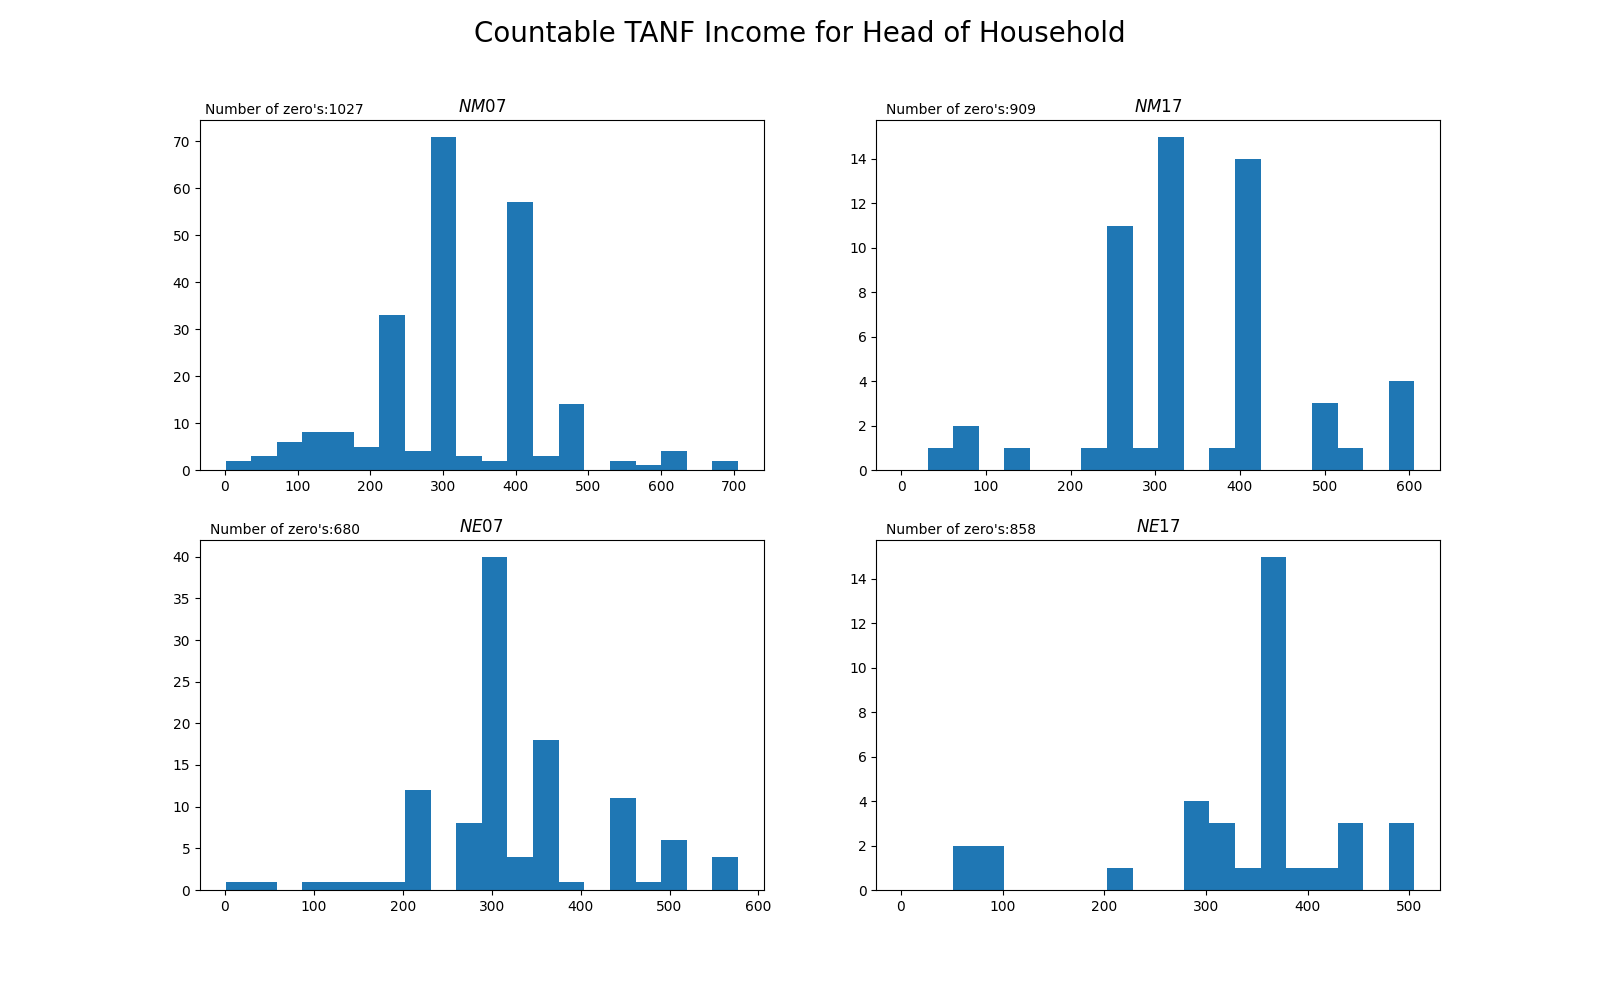 Countable TANF Income for Head of Household
Number of zero's:1027
NM07
70
60
50
40
30
20
10
0
0 100 200 300 400 500 600 700
Number of zero's:909
NM17
14
12
10
8
6
4
2
0
0 100 200 300 400 500 600
Number of zero's:680
NE07
40
35
30
25
20
15
10
5
0
0 100 200 300 400 500 600
Number of zero's:858
NE17
14
12
10
8
6
4
2
0
0 100 200 300 400 500